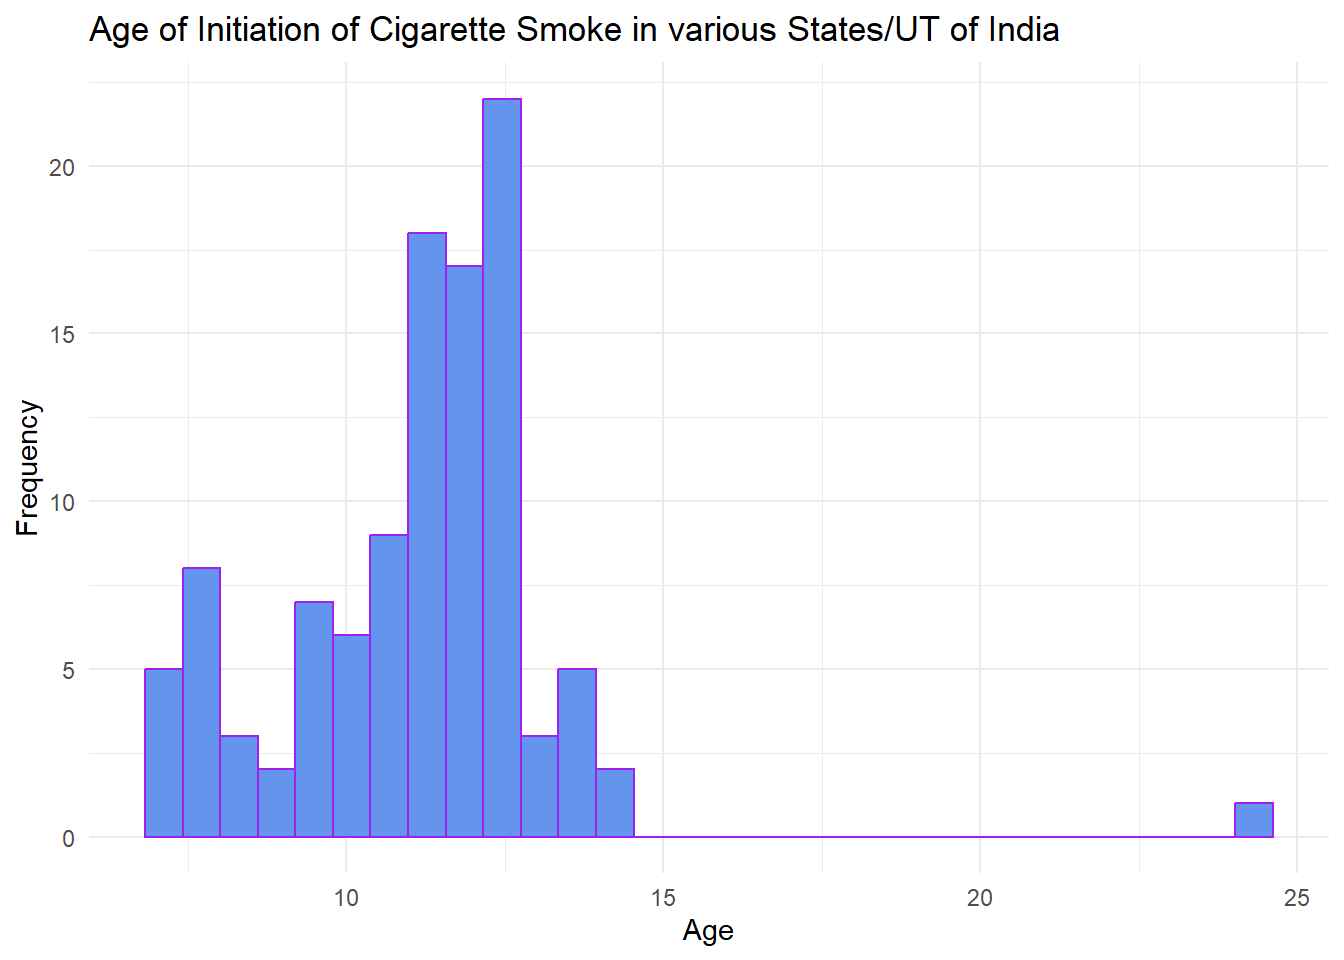 Age of Initiation of Cigarette Smoke in various States/UT of India
Frequency
20
15
10
5
0
10 15 20 25
Age